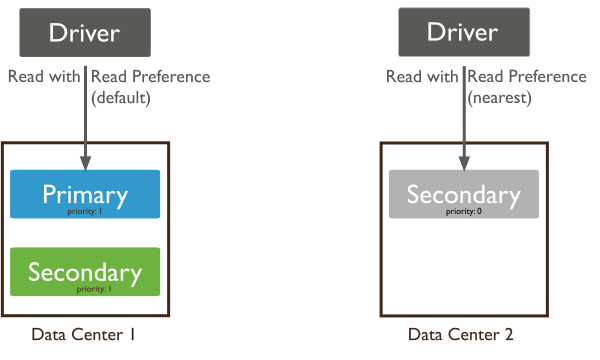 Driver
Read with Read Preference
(default)
Primary
priority: 1
Secondary
priority: 1
Data Center 1
Driver
Read with Read Preference
(nearest)
Secondary
priority: 0
Data Center 2